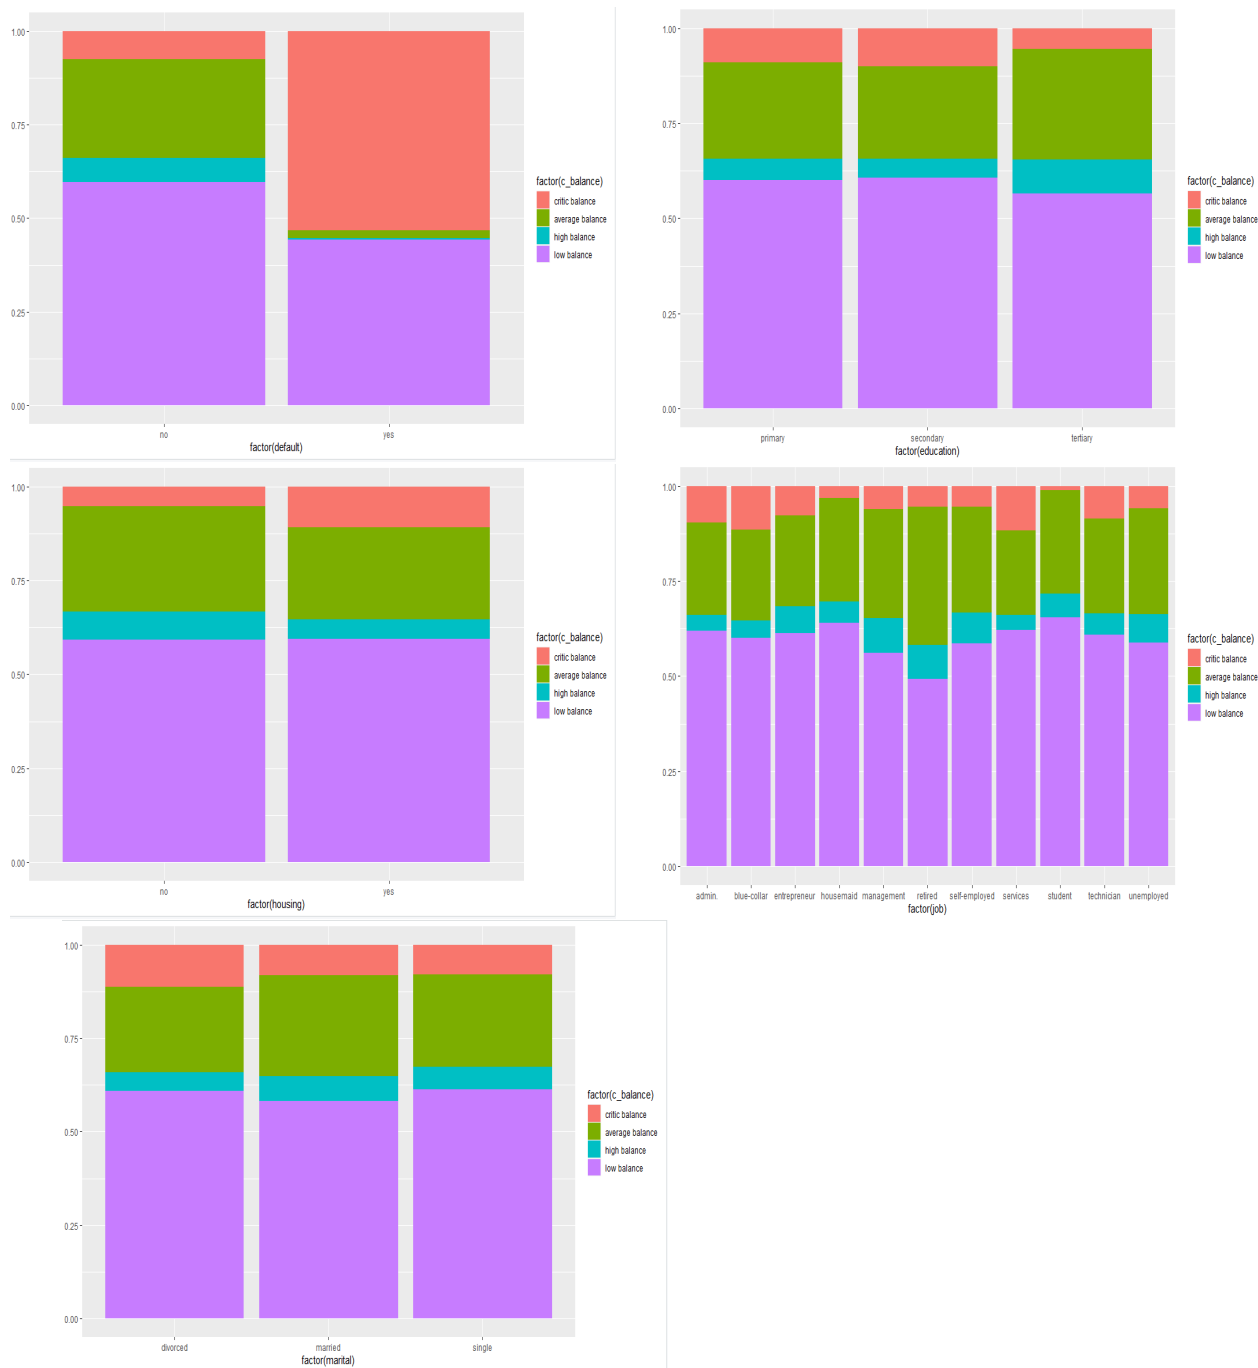 1.00
0.75
0.50
0.25
0.00
no yes
factor(default)
factor(c_balance)
critic balance
average balance
high balance
low balance
1.00
0.75
0.50
0.25
0.00
primary secondary tertiary
factor(education)
factor(c_balance)
critic balance
average balance
high balance
low balance
1.00
0.75
0.50
0.25
0.00
no yes
factor(housing)
factor(c_balance)
critic balance
average balance
high balance
low balance
1.00
0.75
0.50
0.25
0.00
admin. blue-collar entrepreneur housemaid management retired self-employed services student technician unemployed
factor(job)
factor(c_balance)
critic balance
average balance
high balance
low balance
1.00
0.75
0.50
0.25
0.00
divorced married single
factor(marital)
factor(c_balance)
critic balance
average balance
high balance
low balance